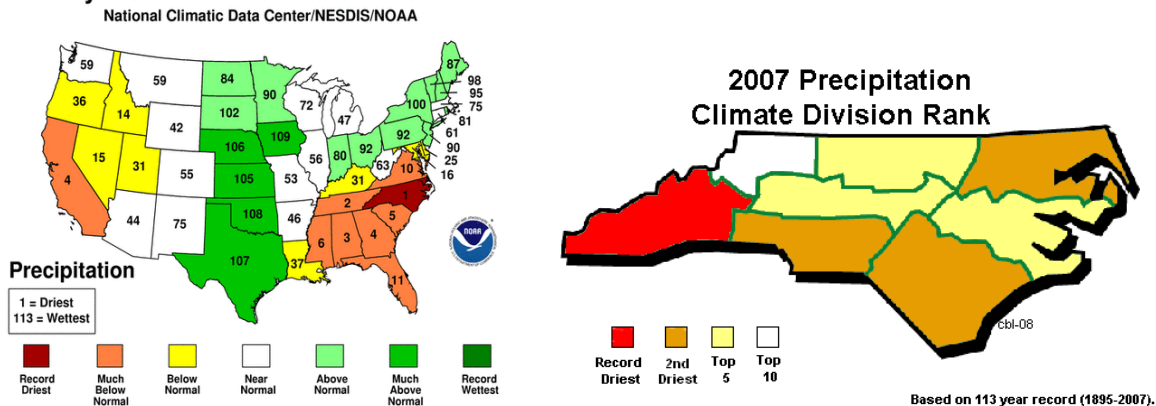 National Climatic Data Center/NESDIS/NOAA
59
59
84
90
87
98
95
75
81
61
90
25
16
36
14
42
102
72
47
100
92
109
106
4
15
31
55
105
53
56
80
92
63
10
31
1
44
75
108
46
2
5
6
3
4
107
37
11
NOAA
Precipitation
1 = Driest
113 = Wettest
Record
Driest
Much
Below
Normal
Below
Normal
Near
Normal
Above
Normal
Much
Above
Normal
Record
Wettest
2007 Precipitation
Climate Division Rank
cbl-08
Record
Driest
2nd
Driest
Top
5
Top
10
Based on 113 year record (1895-2007).